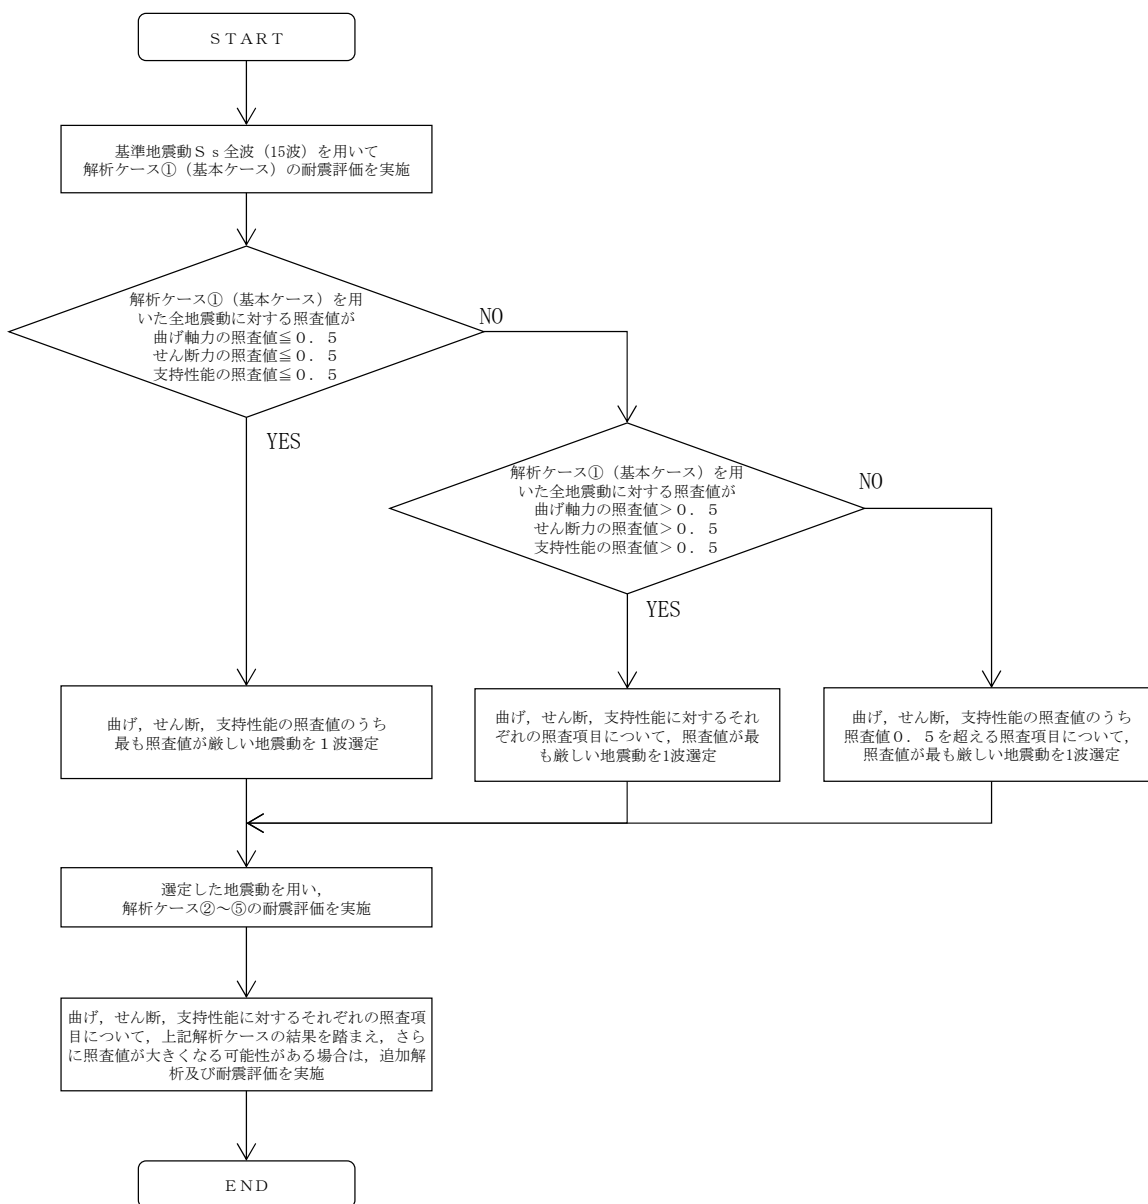 ＳＴＡＲＴ
基準地震動Ｓｓ全波（15波）を用いて
解析ケース①（基本ケース）の耐震評価を実施
解析ケース①（基本ケース）を用
いた全地震動に対する照査値が
曲げ軸力の照査値≦０．５
せん断力の照査値≦０．５
支持性能の照査値≦０．５
NO
YES
解析ケース①（基本ケース）を用
いた全地震動に対する照査値が
曲げ軸力の照査値＞０．５
せん断力の照査値＞０．５
支持性能の照査値＞０．５
NO
YES
曲げ，せん断，支持性能の照査値のうち
最も照査値が厳しい地震動を１波選定
曲げ，せん断，支持性能に対するそれ
ぞれの照査項目について，照査値が最
も厳しい地震動を1波選定
曲げ，せん断，支持性能の照査値のうち
照査値０．５を超える照査項目について，
照査値が最も厳しい地震動を1波選定
選定した地震動を用い，
解析ケース②～⑤の耐震評価を実施
曲げ，せん断，支持性能に対するそれぞれの照査項
目について，上記解析ケースの結果を踏まえ，さら
に照査値が大きくなる可能性がある場合は，追加解
析及び耐震評価を実施
ＥＮＤ